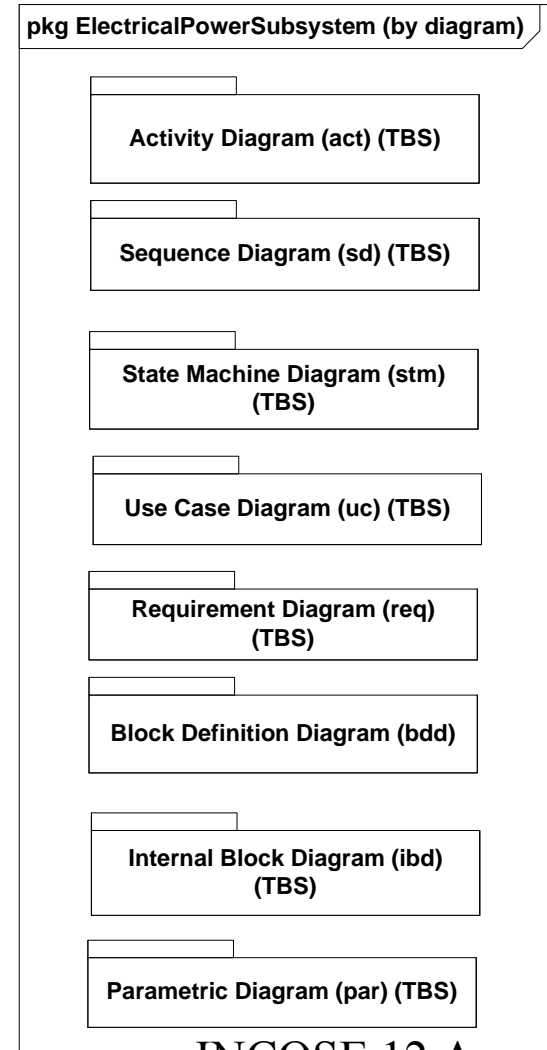 pkg ElectricalPowerSubsystem (by diagram)
Activity Diagram (act) (TBS)
Sequence Diagram (sd) (TBS)
State Machine Diagram (stm)
(TBS)
Use Case Diagram (uc) (TBS)
Requirement Diagram (req)
(TBS)
Block Definition Diagram (bdd)
Internal Block Diagram (ibd)
(TBS)
Parametric Diagram (par) (TBS)
INCOSE 12 A